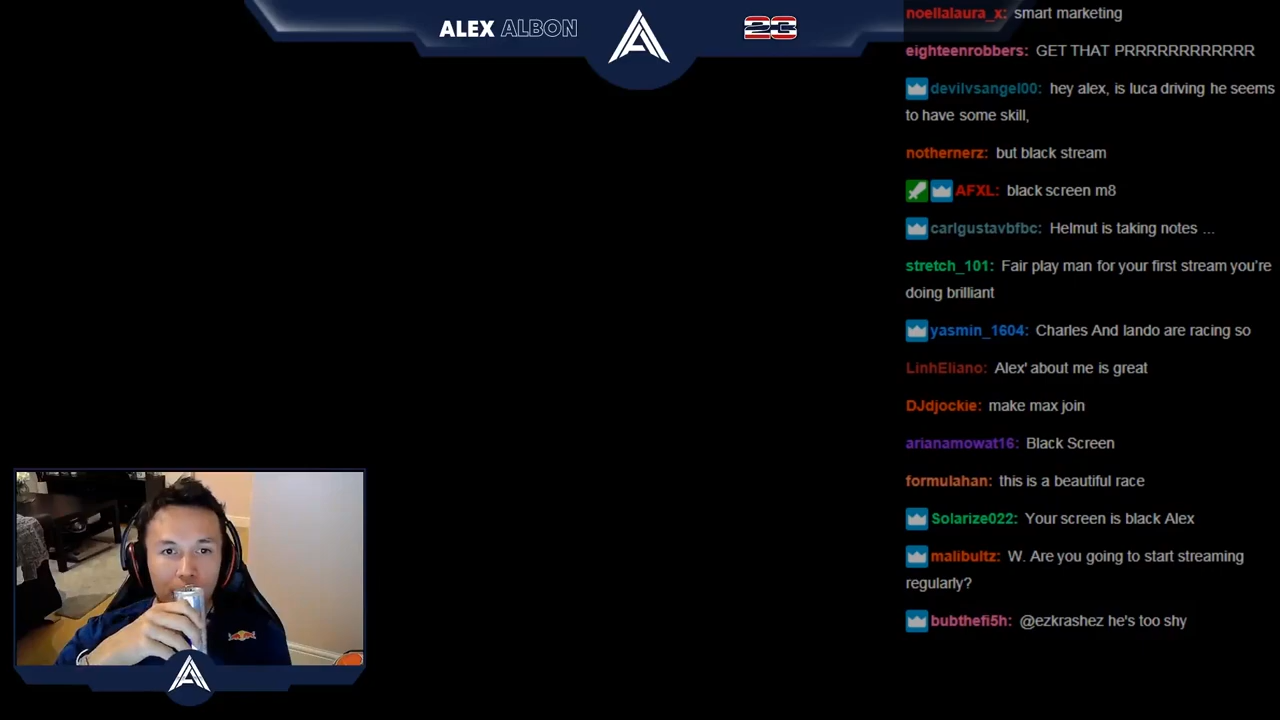 ALEX ALBON
23
noellalaura_x: smart marketing
eighteenrobbers: GET THAT PRRRRRRRRRRRR
devilvsangel00: hey alex, is luca driving he seems
to have some skill,
nothernerz: but black stream
AFXL: black screen m8
carlgustavbfbc: Helmut is taking notes ...
stretch_101: Fair play man for your first stream you're
doing brilliant
yasmin_1604: Charles And lando are racing so
LinhEliano: Alex' about me is great
DJdjockie: make max join
arianamowat16: Black Screen
formulahan: this is a beautiful race
Solarize022: Your screen is black Alex
malibultz: W. Are you going to start streaming
regularly?
bubthefi5h: @ezkrashez he's too shy